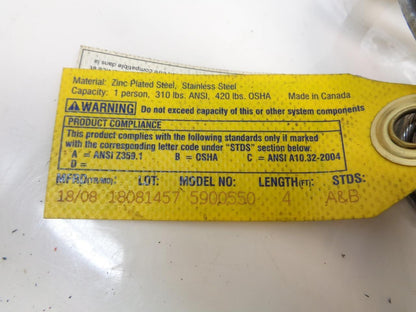 Material: Zinc Plated Steel, Stainless Steel
Capacity: 1 person, 310 lbs. ANSI, 420 lbs. OSHA Made in Canada
⚠WARNING Do not exceed capacity of this or other system components
PRODUCT COMPLIANCE
This product complies with the following standards only if marked
with the corresponding letter code under "STDS" section below.
A = ANSI Z359.1 B = OSHA C = ANSI A10.32-2004
D =
MFRD(YR/MO): LOT: MODEL NO: LENGTH(FT): STDS:
18/08 18081457 5900550 4 A&B